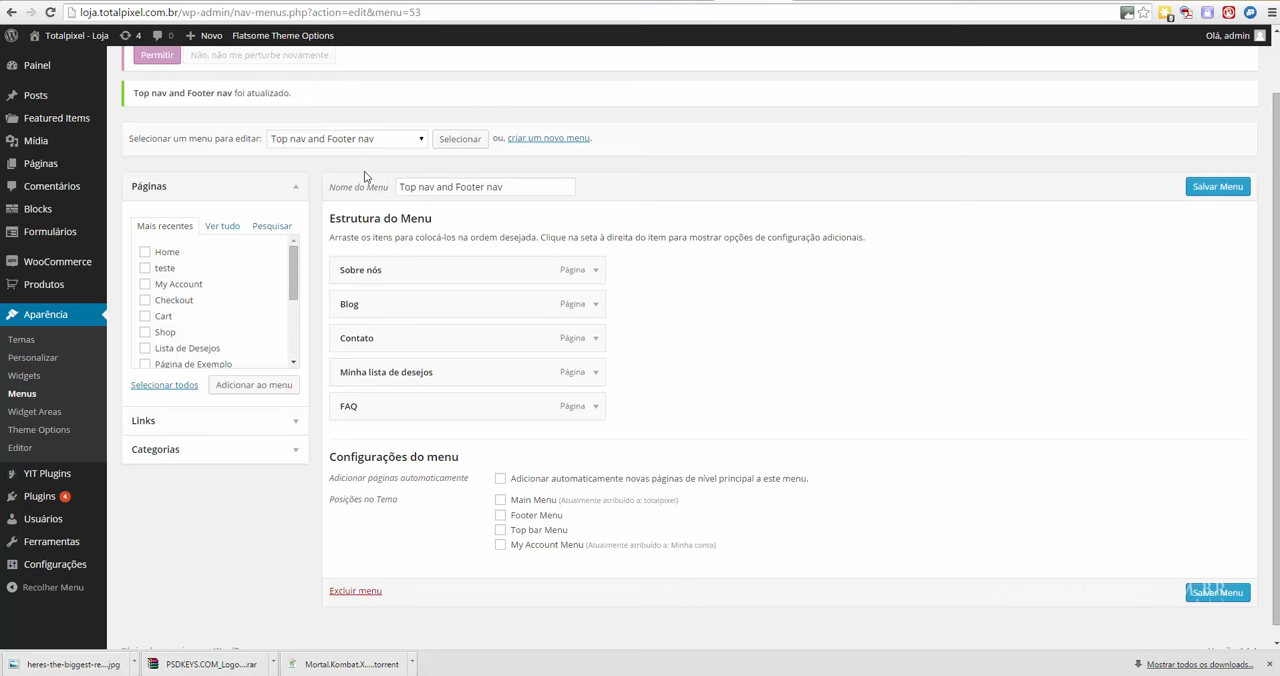 loja.totalpixel.com.br/wp-admin/nav-menus.php?action=edit&menu=53
Totalpixel - Loja
4
0
Novo
Flatsome Theme Options
Olá, admin
Painel
Posts
Featured Items
Mídia
Páginas
Comentários
Blocks
Formulários
WooCommerce
Produtos
Aparência
Temas
Personalizar
Widgets
Menus
Widget Areas
Theme Options
Editor
YIT Plugins
Plugins 4
Usuários
Ferramentas
Configurações
Recolher Menu
Permitir
Não, não me perturbe novamente
Top nav and Footer nav foi atualizado.
Selecionar um menu para editar: Top nav and Footer nav Selecionar ou, criar um novo menu.
Páginas
Mais recentes Ver tudo Pesquisar
Home
teste
My Account
Checkout
Cart
Shop
Lista de Desejos
Página de Exemplo
Selecionar todos Adicionar ao menu
Links
Categorias
Nome do Menu Top nav and Footer nav Salvar Menu
Estrutura do Menu
Arraste os itens para colocá-los na ordem desejada. Clique na seta à direita do item para mostrar opções de configuração adicionais.
Sobre nós Página
Blog Página
Contato Página
Minha lista de desejos Página
FAQ Página
Configurações do menu
Adicionar páginas automaticamente Adicionar automaticamente novas páginas de nível principal a este menu.
Posições no Tema Main Menu (Atualmente atribuído a: totalpixel)
Footer Menu
Top bar Menu
My Account Menu (Atualmente atribuído a: Minha conta)
Excluir menu Salvar Menu
heres-the-biggest-re....jpg
PSDKEYS.COM_Logo....rar
Mortal.Kombat.X.....torrent
Mostrar todos os downloads...